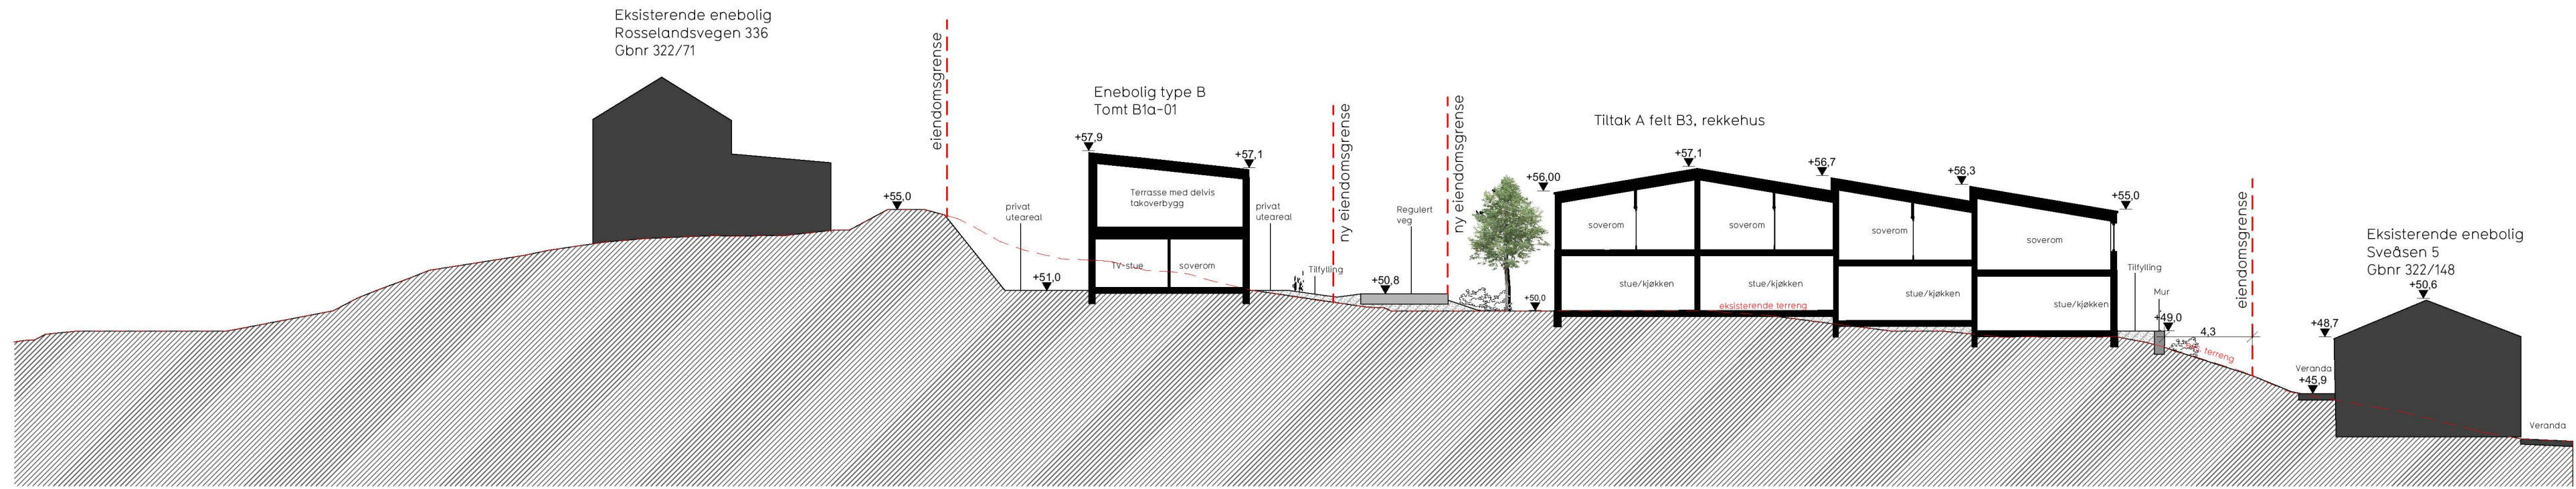 Eksisterende enebolig
Rosselandsvegen 336
Gbnr 322/71
eiendomsgrense
+55,0
Enebolig type B
Tomt B1a-01
+57,9
+57,1
Terrasse med delvis
takoverbygg
TV-stue
soverom
privat
uteareal
+51,0
privat
uteareal
Tilfylling
ny eiendomsgrense
Regulert
veg
+50,8
ny eiendomsgrense
Tiltak A felt B3, rekkehus
+56,00
+57,1
+56,7
+56,3
+55,0
soverom
soverom
soverom
soverom
stue/kjøkken
stue/kjøkken
stue/kjøkken
stue/kjøkken
+50,0
eksisterende terreng
Tilfylling
Mur
+49,0
4,3
terreng
eiendomsgrense
Eksisterende enebolig
Sveåsen 5
Gbnr 322/148
+50,6
+48,7
Veranda
+45,9
Veranda